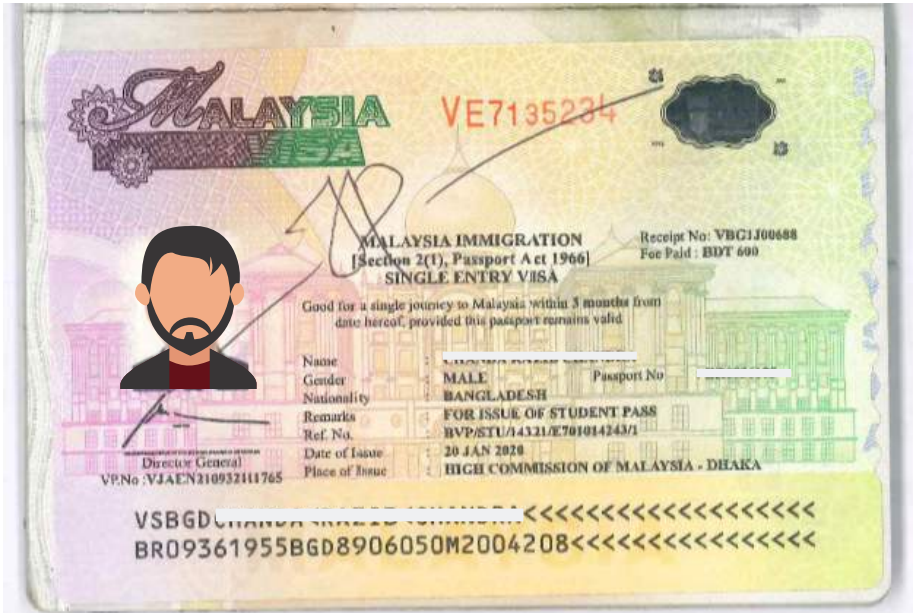 MALAYSIA
VISA
VE7135234
MALAYSIA IMMIGRATION
[Section 2(1), Passport Act 1966]
SINGLE ENTRY VISA
Receipt No: VBG1J00688
Fee Paid : BDT 600
Good for a single journey to Malaysia within 3 months from
date hereof, provided this passport remains valid
Name :
Gender : MALE Passport No
Nationality : BANGLADESH
Remarks : FOR ISSUE OF STUDENT PASS
Ref. No. : BVP/STU/14321/E701014243/1
Date of Issue : 20 JAN 2020
Place of Issue : HIGH COMMISSION OF MALAYSIA - DHAKA
Director General
VP.No :VJAEN210932111765
VSBGD<<<<<<<<<<<<<<<<<<<
BR09361955BGD8906050M2004208<<<<<<<<<<<<<<<<